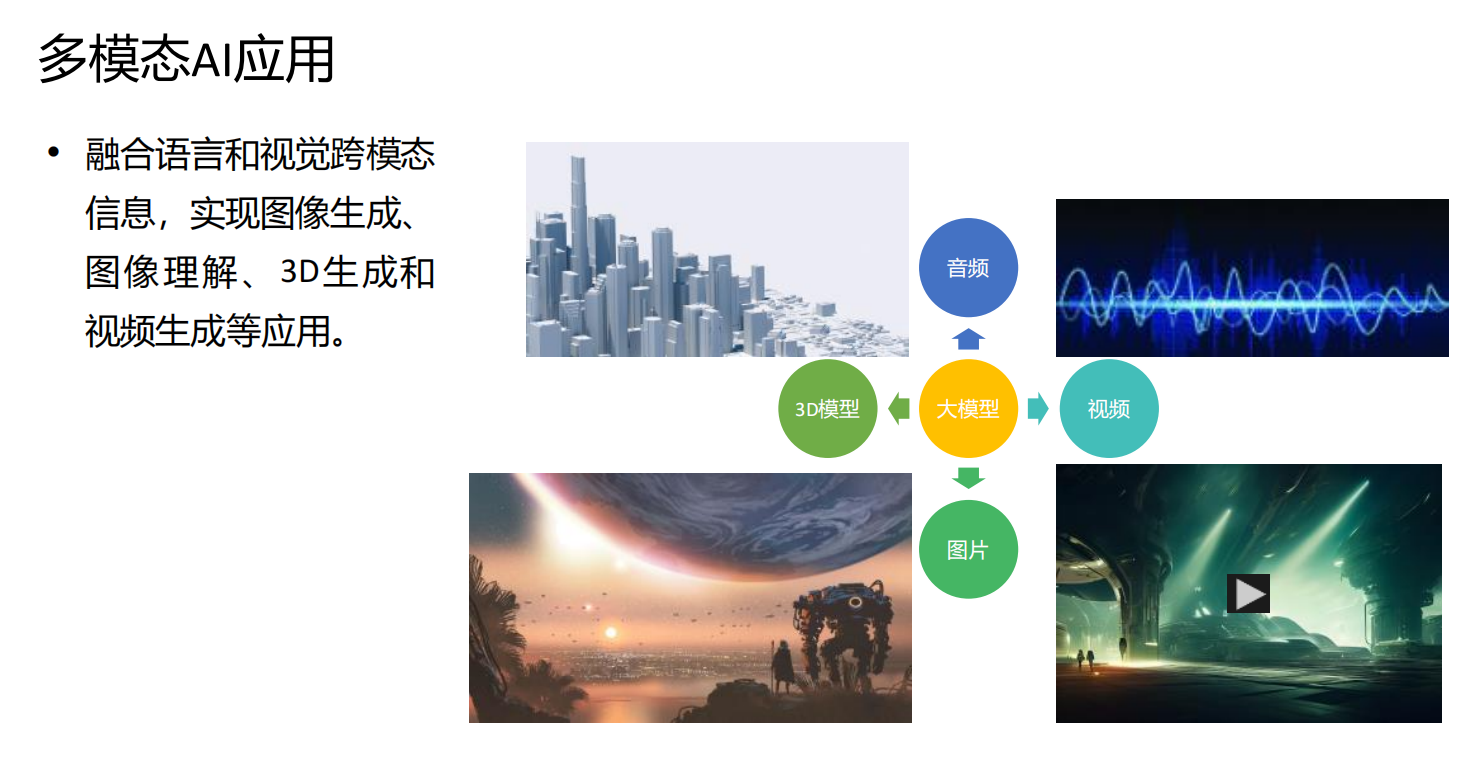 多模态AI应用
• 融合语言和视觉跨模态
信息，实现图像生成、
图像理解、3D生成和
视频生成等应用。
音频
3D模型
大模型
视频
图片